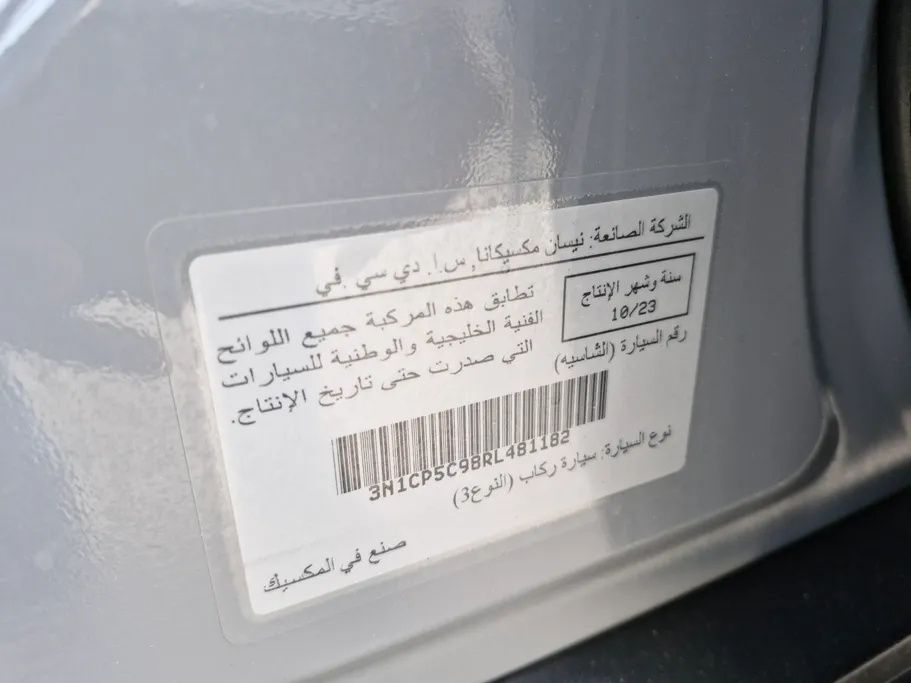 الشركة الصانعة: نيسان مكسيكانا, س.ا. دي سي .في
سنة وشهر الإنتاج
10/23
تطابق هذه المركبة جميع اللوائح
الفنية الخليجية والوطنية للسيارات
التي صدرت حتى تاريخ الإنتاج.
رقم السيارة (الشاسيه)
3N1CP5C98RL481182
نوع السيارة: سيارة ركاب (النوع3)
صنع في المكسيك